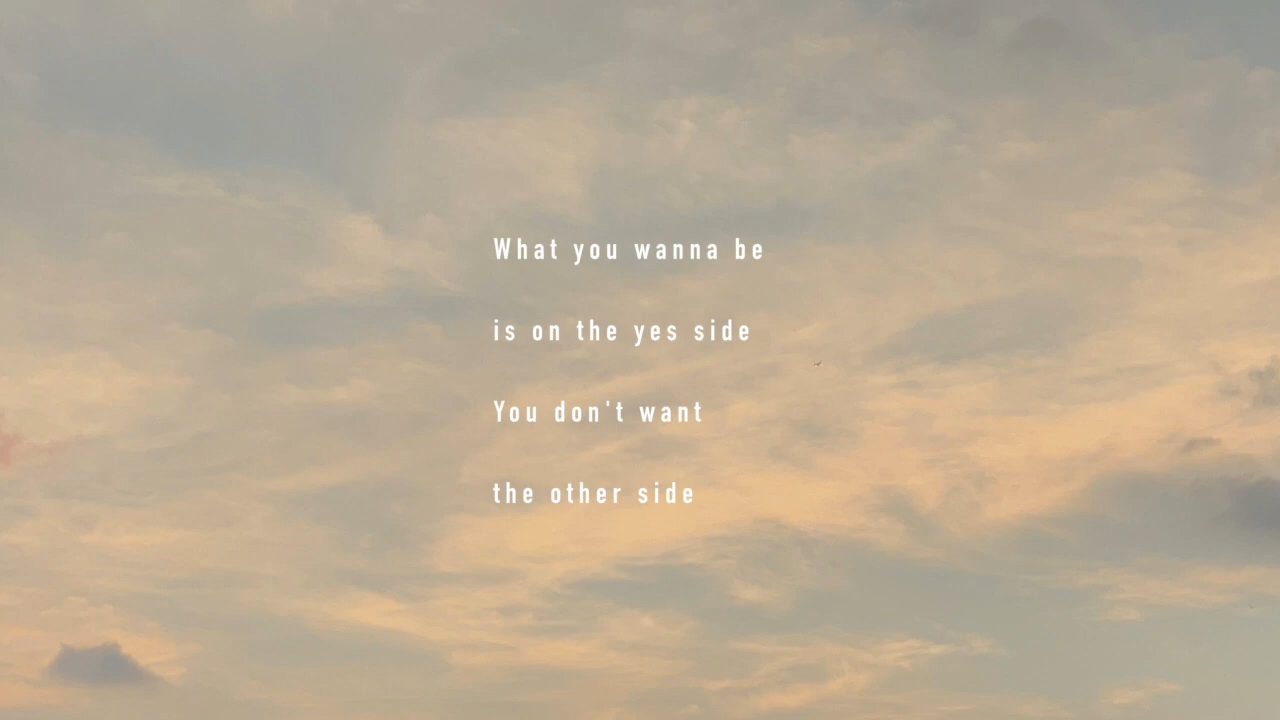 What you wanna be
is on the yes side
You don't want
the other side